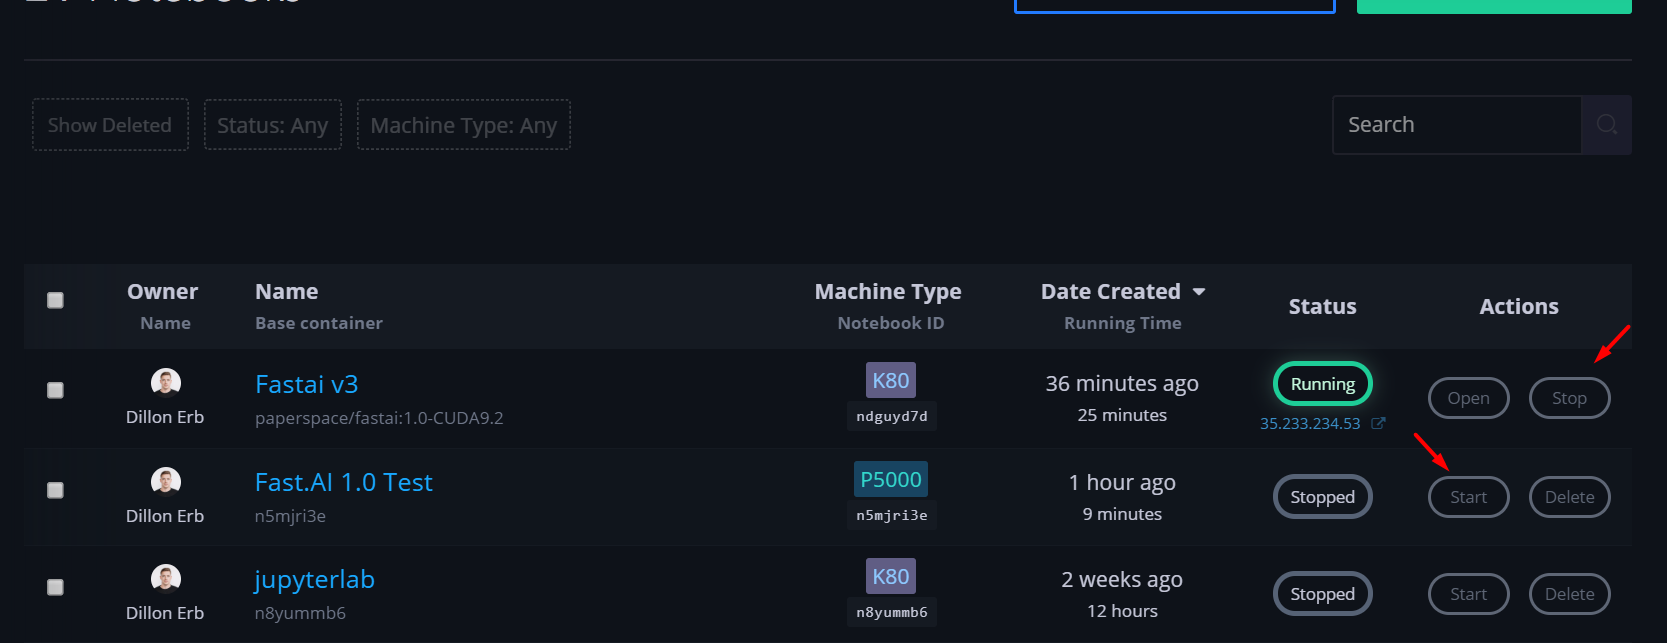 Show Deleted
Status: Any
Machine Type: Any
Search
Owner
Name
Name
Base container
Machine Type
Notebook ID
Date Created
Running Time
Status
Actions
Dillon Erb
Fastai v3
paperspace/fastai:1.0-CUDA9.2
K80
ndguyd7d
36 minutes ago
25 minutes
Running
35.233.234.53
Open
Stop
Dillon Erb
Fast.AI 1.0 Test
n5mjri3e
P5000
n5mjri3e
1 hour ago
9 minutes
Stopped
Start
Delete
Dillon Erb
jupyterlab
n8yummb6
K80
n8yummb6
2 weeks ago
12 hours
Stopped
Start
Delete